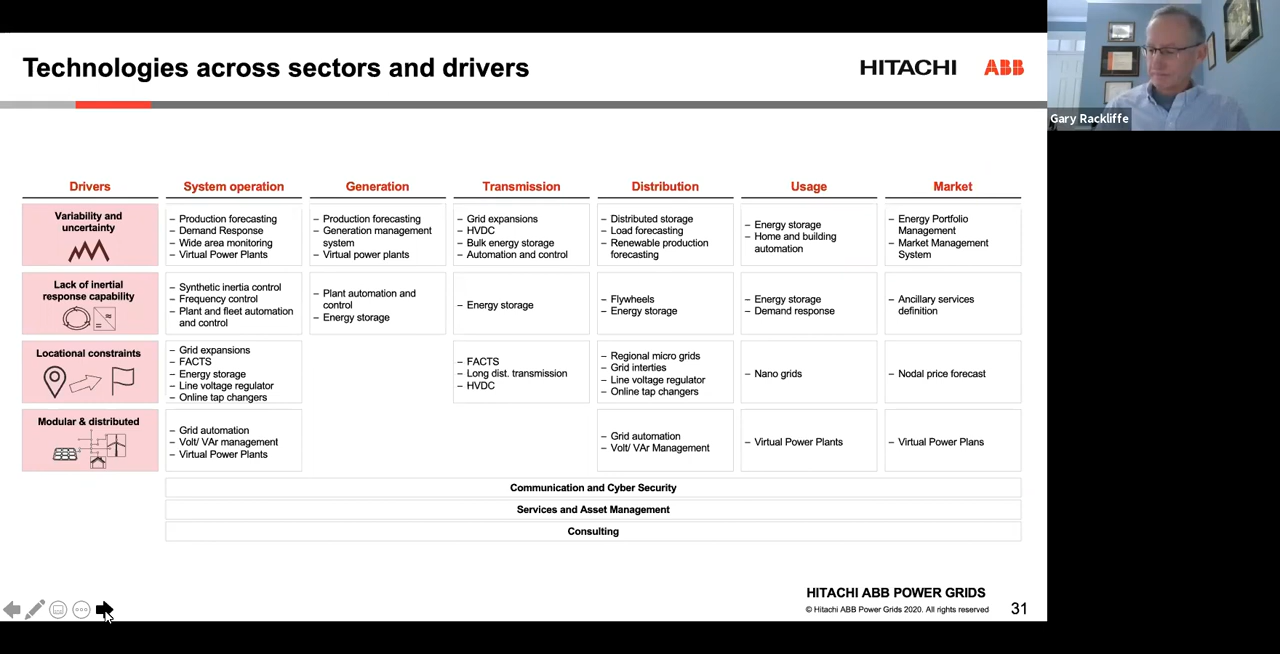 Technologies across sectors and drivers
HITACHI ABB
Gary Rackliffe
Drivers
System operation
Generation
Transmission
Distribution
Usage
Market
Variability and
uncertainty
– Production forecasting
– Demand Response
– Wide area monitoring
– Virtual Power Plants
– Production forecasting
– Generation management
system
– Virtual power plants
– Grid expansions
– HVDC
– Bulk energy storage
– Automation and control
– Distributed storage
– Load forecasting
– Renewable production
forecasting
– Energy storage
– Home and building
automation
– Energy Portfolio
Management
– Market Management
System
Lack of inertial
response capability
– Synthetic inertia control
– Frequency control
– Plant and fleet automation
and control
– Plant automation and
control
– Energy storage
– Energy storage
– Flywheels
– Energy storage
– Energy storage
– Demand response
– Ancillary services
definition
Locational constraints
– Grid expansions
– FACTS
– Energy storage
– Line voltage regulator
– Online tap changers
– FACTS
– Long dist. transmission
– HVDC
– Regional micro grids
– Grid interties
– Line voltage regulator
– Online tap changers
– Nano grids
– Nodal price forecast
Modular & distributed
– Grid automation
– Volt/ VAr management
– Virtual Power Plants
– Grid automation
– Volt/ VAr Management
– Virtual Power Plants
– Virtual Power Plans
Communication and Cyber Security
Services and Asset Management
Consulting
HITACHI ABB POWER GRIDS
© Hitachi ABB Power Grids 2020. All rights reserved
31